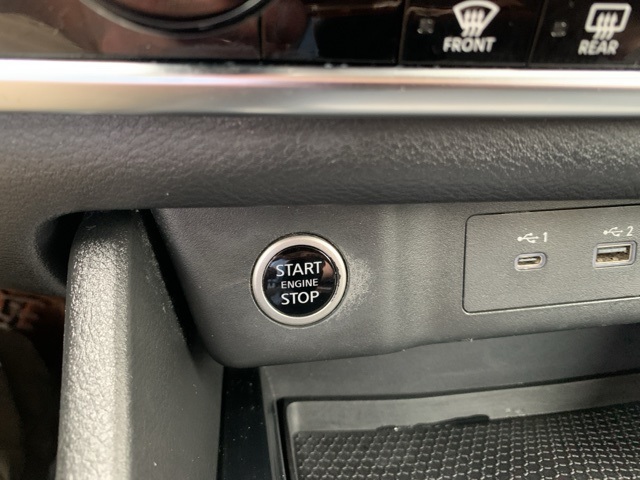 FRONT
REAR
START
ENGINE
STOP
1
2